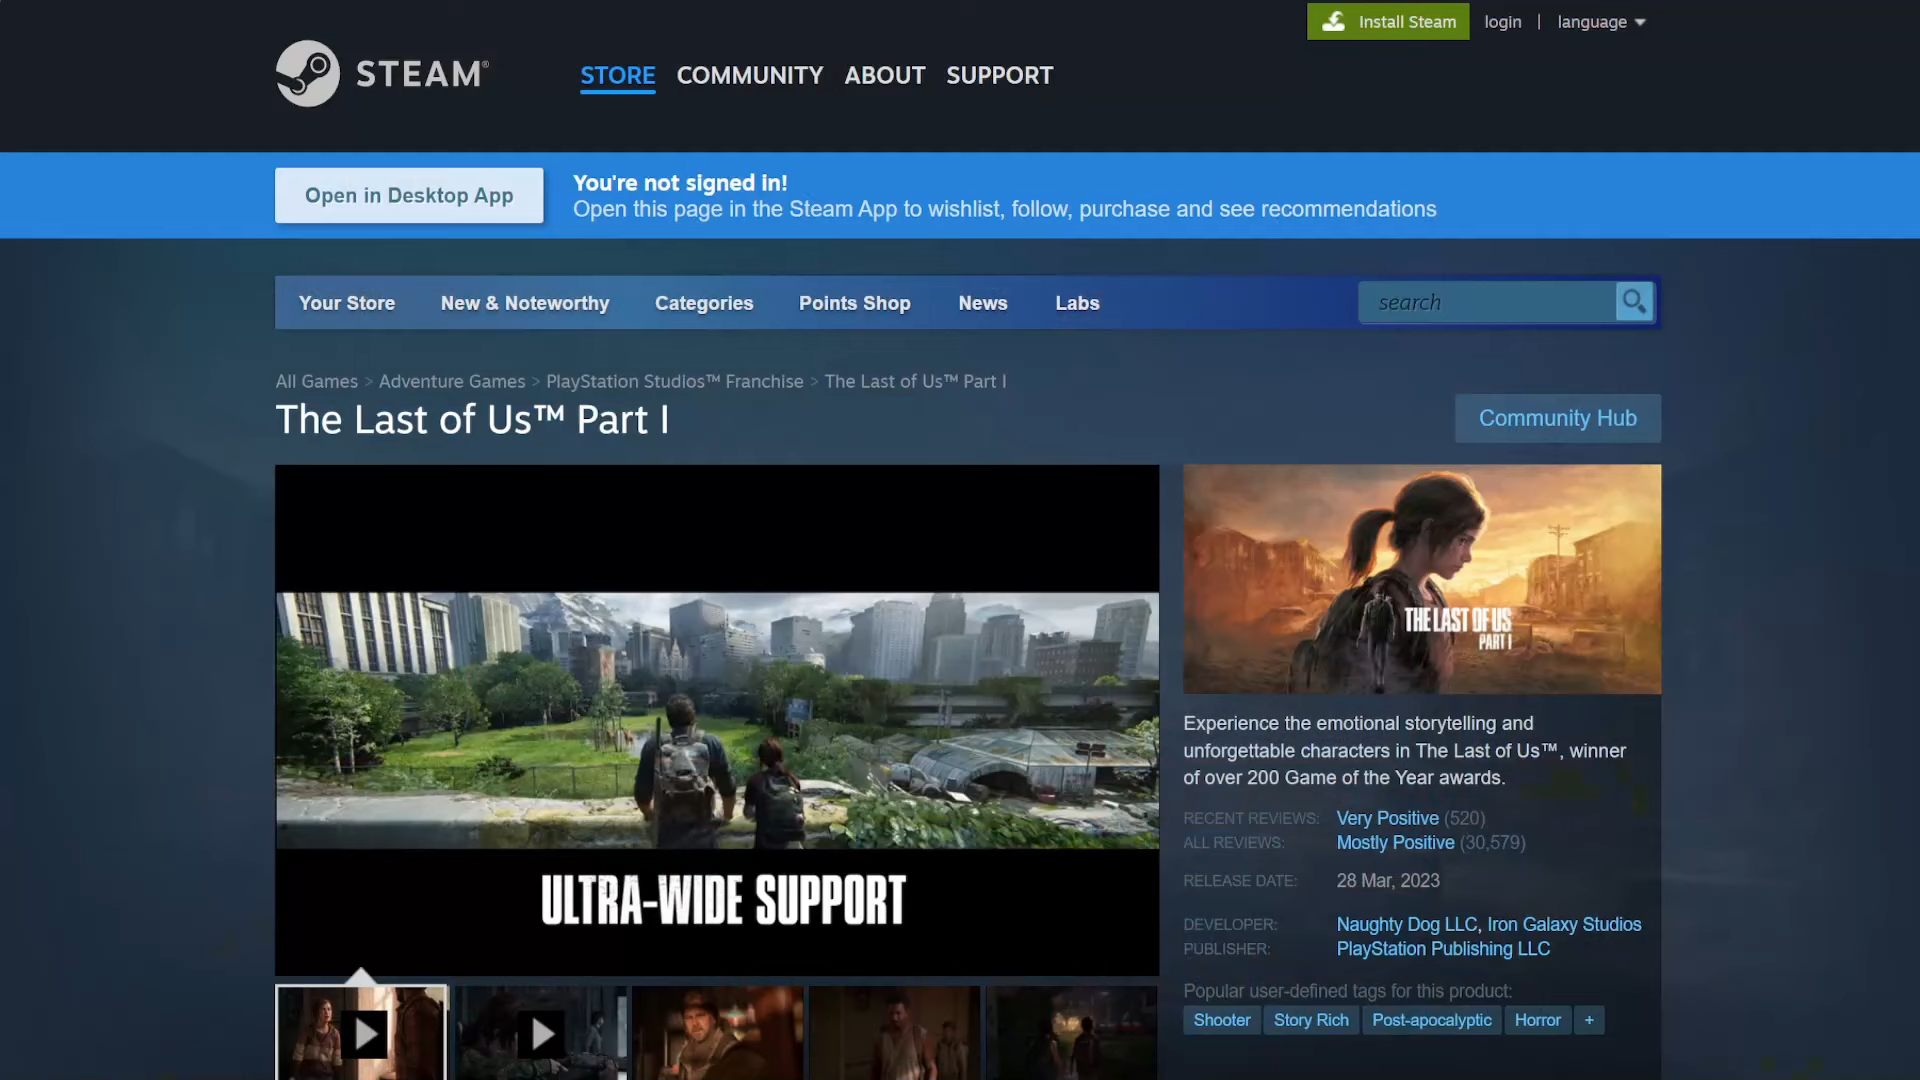 Install Steam
login | language
STEAM®
STORE COMMUNITY ABOUT SUPPORT
Open in Desktop App
You're not signed in!
Open this page in the Steam App to wishlist, follow, purchase and see recommendations
Your Store New & Noteworthy Categories Points Shop News Labs
search
All Games > Adventure Games > PlayStation Studios™ Franchise > The Last of Us™ Part I
The Last of Us™ Part I
Community Hub
ULTRA-WIDE SUPPORT
THE LAST OF US
PART I
Experience the emotional storytelling and
unforgettable characters in The Last of Us™, winner
of over 200 Game of the Year awards.
RECENT REVIEWS: Very Positive (520)
ALL REVIEWS: Mostly Positive (30,579)
RELEASE DATE: 28 Mar, 2023
DEVELOPER: Naughty Dog LLC, Iron Galaxy Studios
PUBLISHER: PlayStation Publishing LLC
Popular user-defined tags for this product:
Shooter Story Rich Post-apocalyptic Horror +